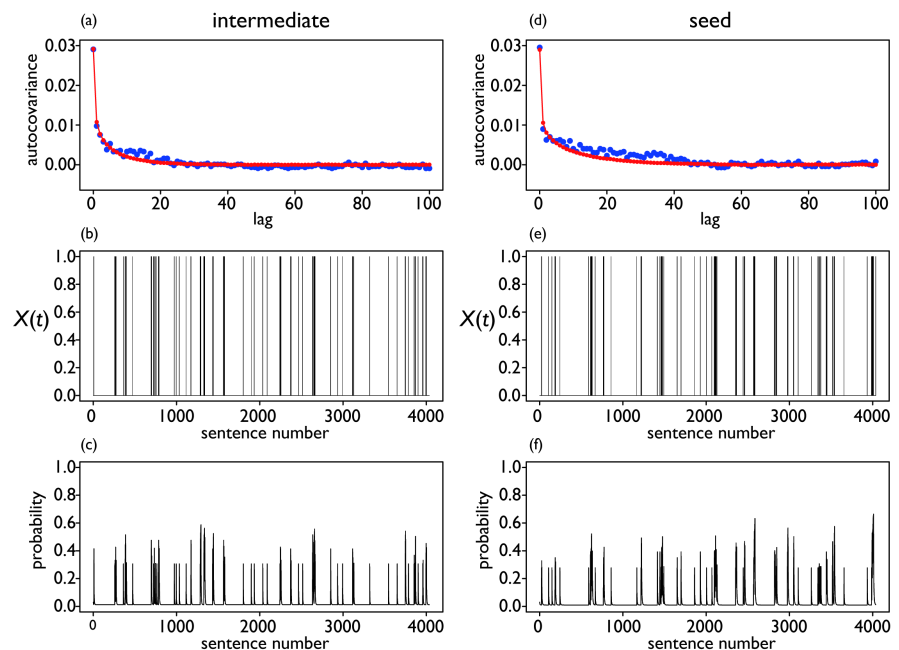 (a) intermediate
0.03
0.02
0.01
0.00
autocovariance
0 20 40 60 80 100
lag
(d) seed
0.03
0.02
0.01
0.00
autocovariance
0 20 40 60 80 100
lag
(b)
1.0
0.8
0.6
0.4
0.2
0.0
X(t)
0 1000 2000 3000 4000
sentence number
(e)
1.0
0.8
0.6
0.4
0.2
0.0
X(t)
0 1000 2000 3000 4000
sentence number
(c)
1.0
0.8
0.6
0.4
0.2
0.0
probability
0 1000 2000 3000 4000
sentence number
(f)
1.0
0.8
0.6
0.4
0.2
0.0
probability
0 1000 2000 3000 4000
sentence number